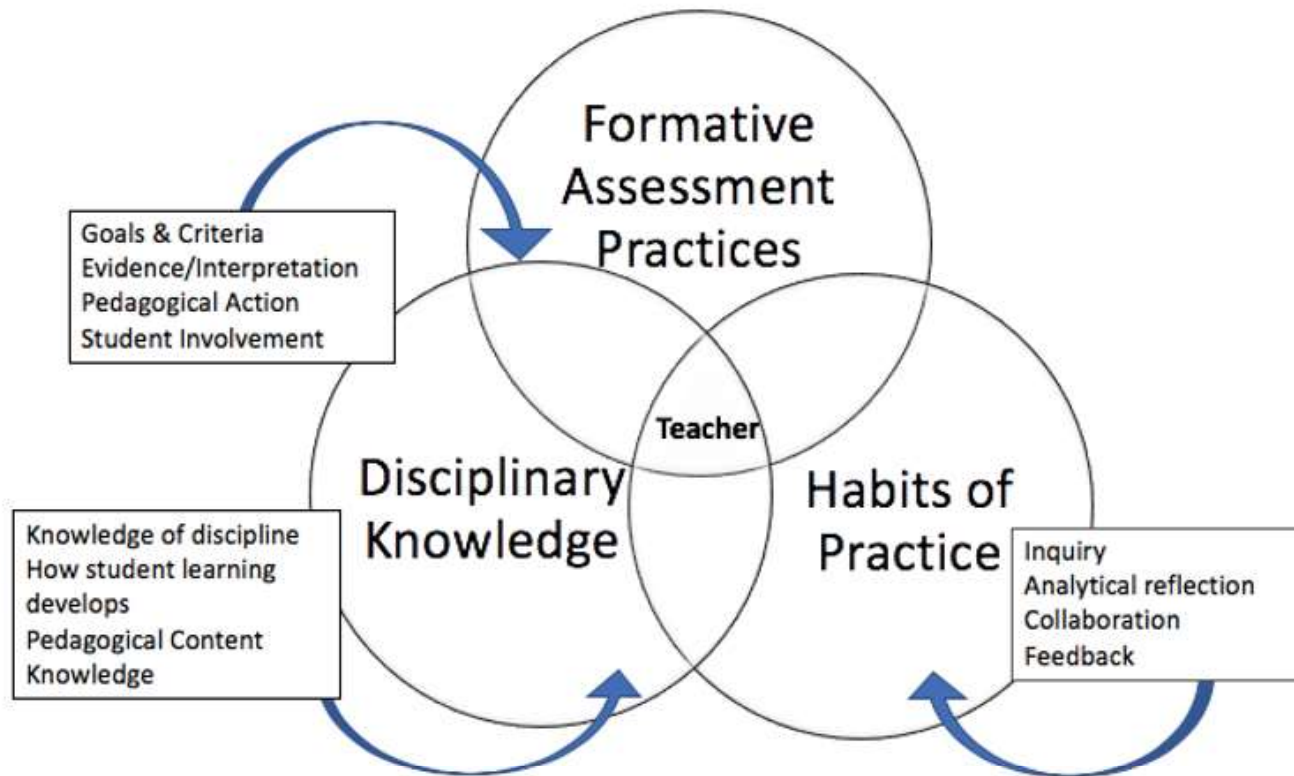 Formative
Assessment
Practices
Goals & Criteria
Evidence/Interpretation
Pedagogical Action
Student Involvement
Teacher
Disciplinary
Knowledge
Habits of
Practice
Knowledge of discipline
How student learning
develops
Pedagogical Content
Knowledge
Inquiry
Analytical reflection
Collaboration
Feedback